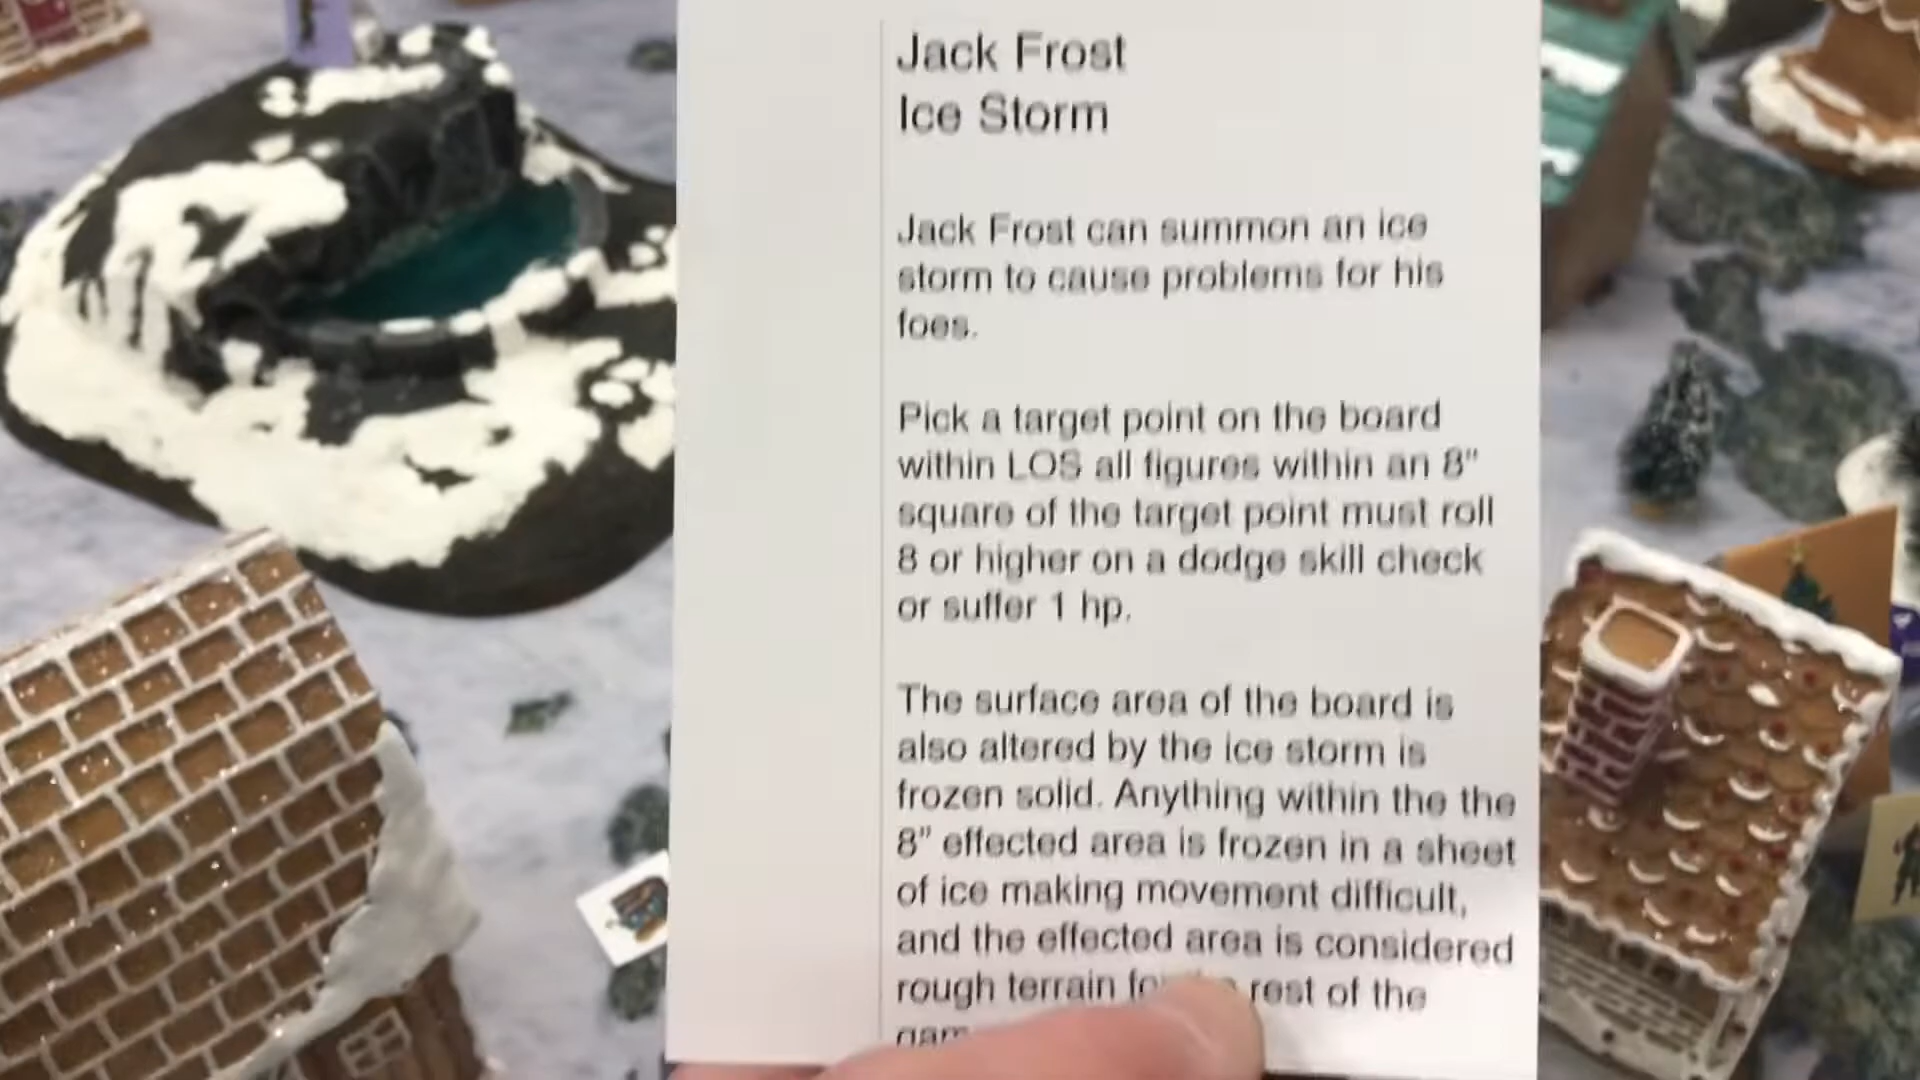 Jack Frost
Ice Storm
Jack Frost can summon an ice
storm to cause problems for his
foes.
Pick a target point on the board
within LOS all figures within an 8"
square of the target point must roll
8 or higher on a dodge skill check
or suffer 1 hp.
The surface area of the board is
also altered by the ice storm is
frozen solid. Anything within the the
8" effected area is frozen in a sheet
of ice making movement difficult,
and the effected area is considered
rough terrain rest of the